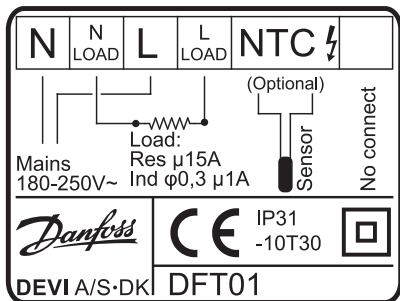 N
N
LOAD
L
L
LOAD
NTC
(Optional)
Mains
180-250V~
Load:
Res µ15A
Ind φ0,3 µ1A
Sensor
No connect
Danfoss
CE
IP31
-10T30
DEVI A/S·DK
DFT01